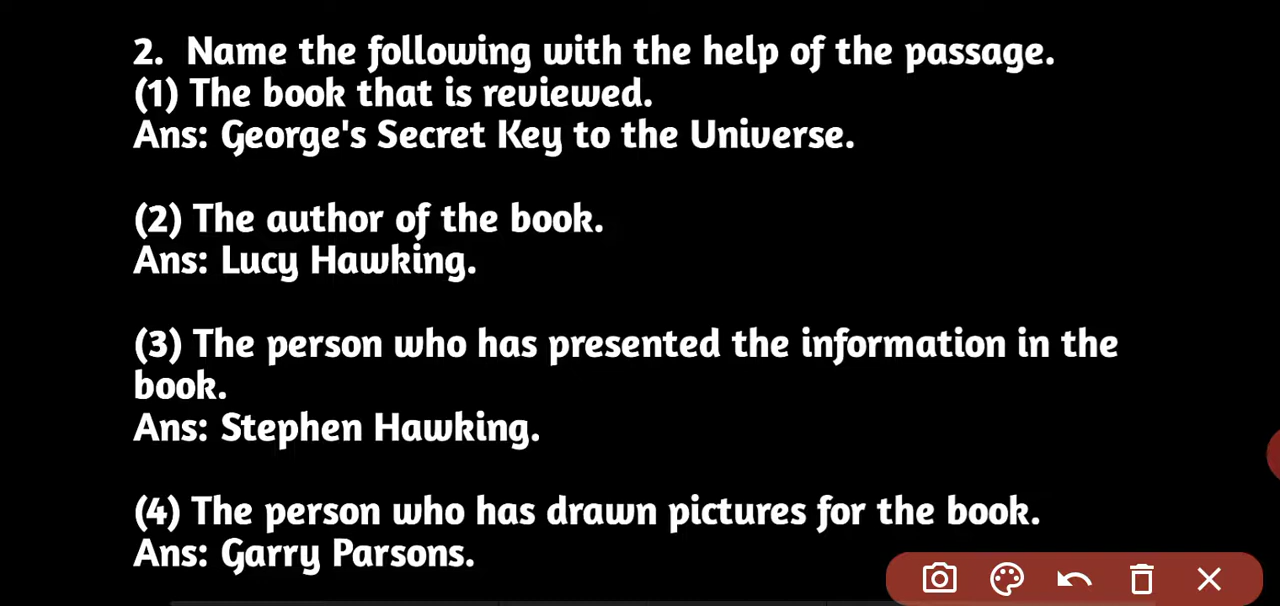 2. Name the following with the help of the passage.
(1) The book that is reviewed.
Ans: George's Secret Key to the Universe.
(2) The author of the book.
Ans: Lucy Hawking.
(3) The person who has presented the information in the
book.
Ans: Stephen Hawking.
(4) The person who has drawn pictures for the book.
Ans: Garry Parsons.